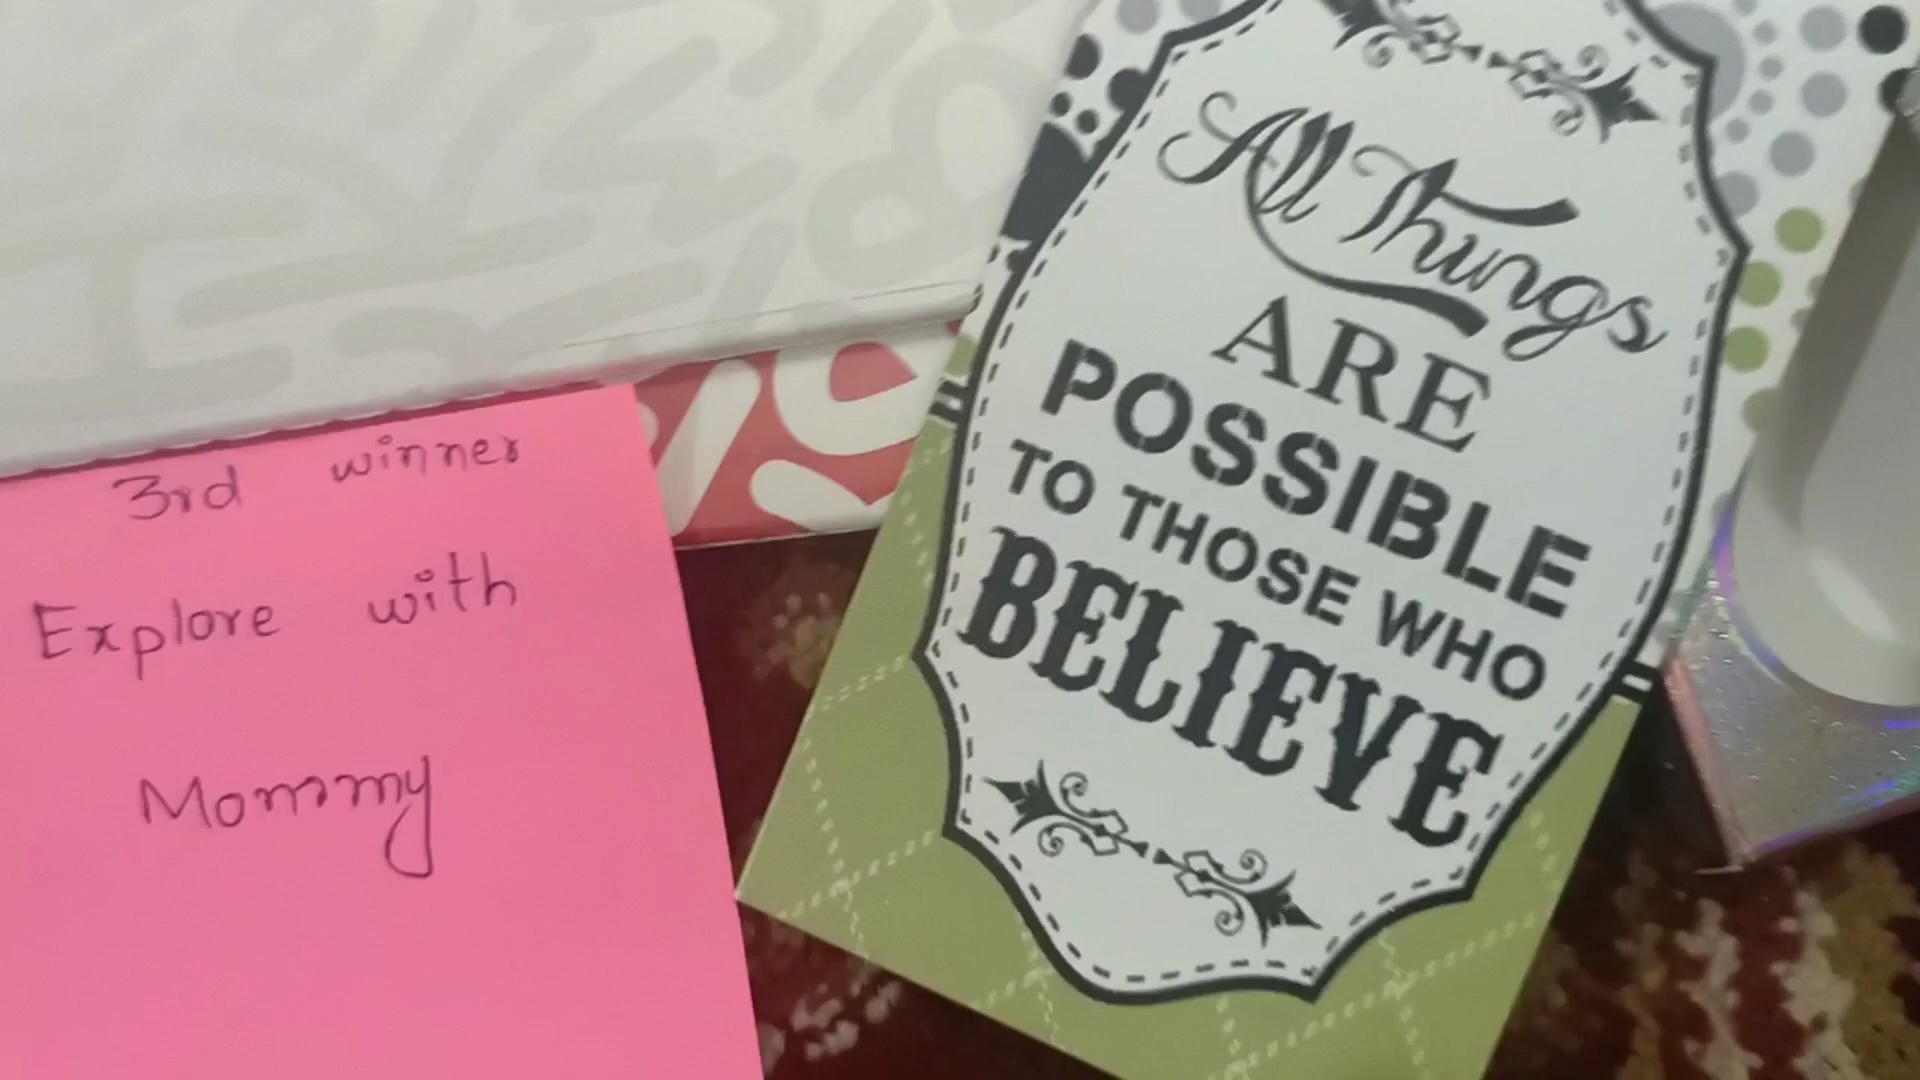 3rd winner
Explore with
Mommy
All Things
ARE
POSSIBLE
TO THOSE WHO
BELIEVE